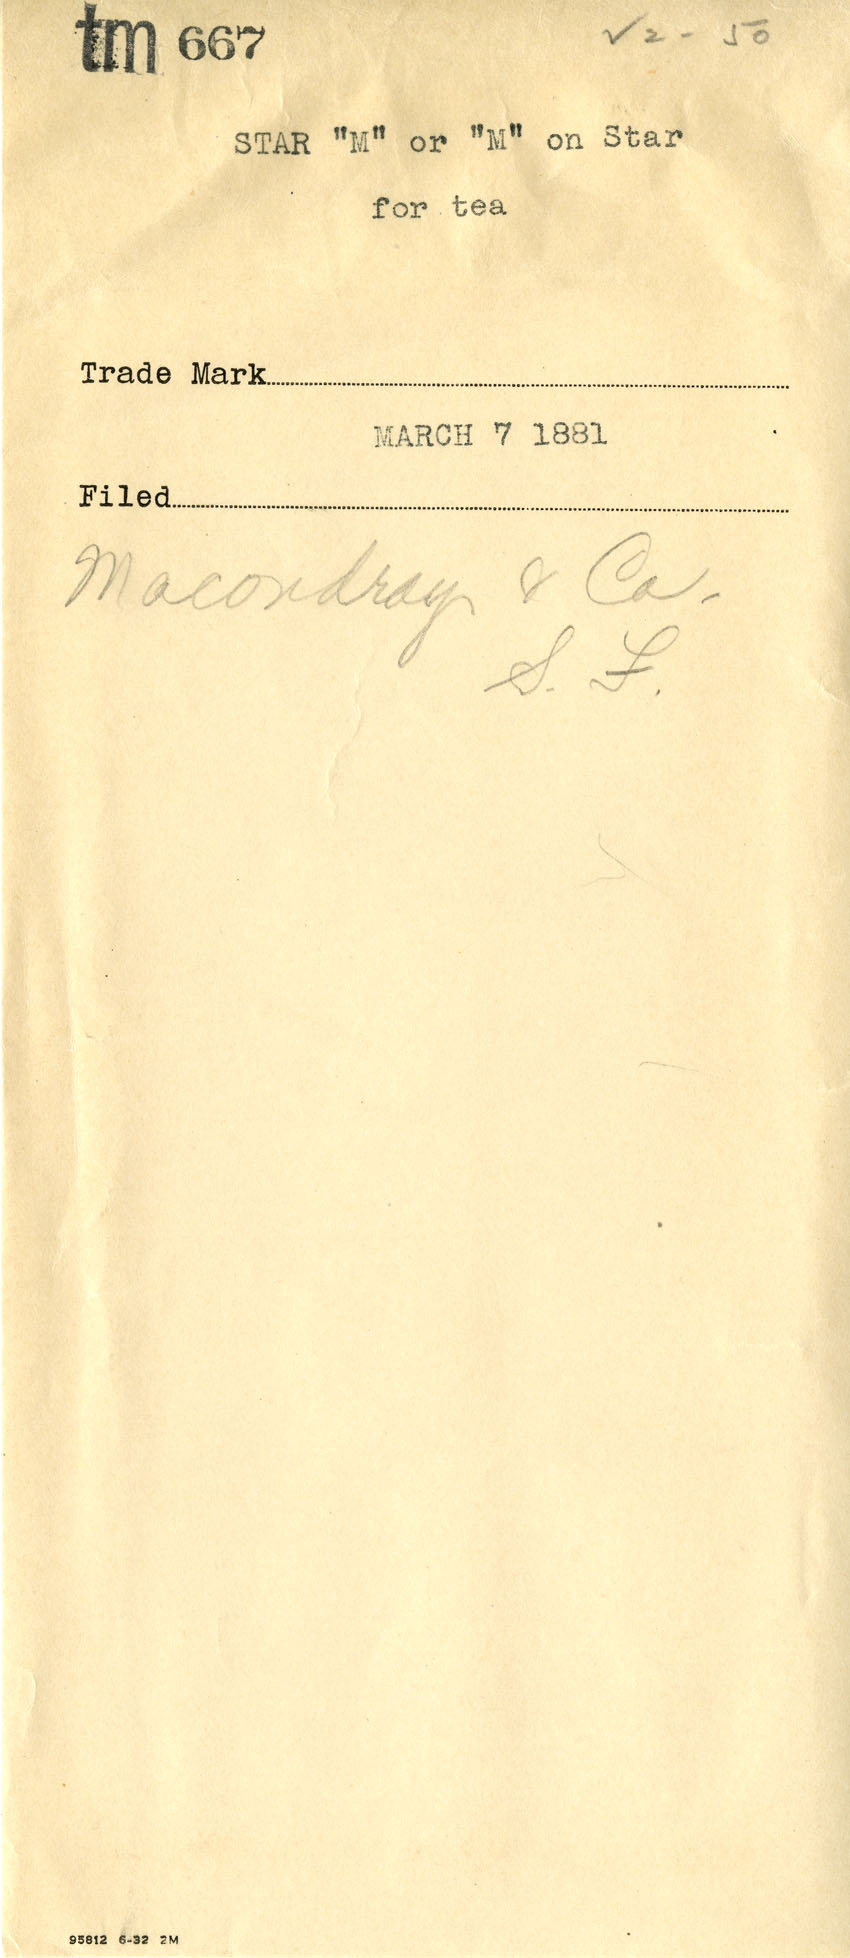 tm 667
√2 - 50
STAR "M" or "M" on Star
for tea
Trade Mark
MARCH 7 1881
Filed
Macondray & Co.
S. F.
95812 6-32 2M